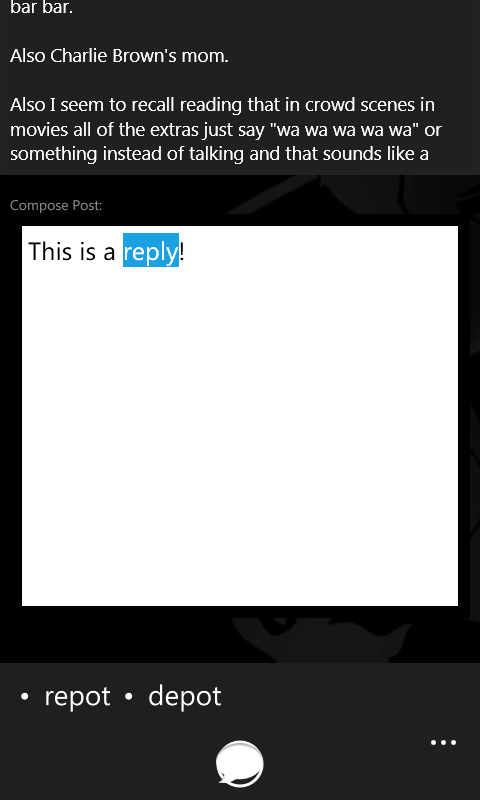 bar bar.
Also Charlie Brown's mom.
Also I seem to recall reading that in crowd scenes in
movies all of the extras just say "wa wa wa wa wa" or
something instead of talking and that sounds like a
Compose Post:
This is a reply!
• repot • depot